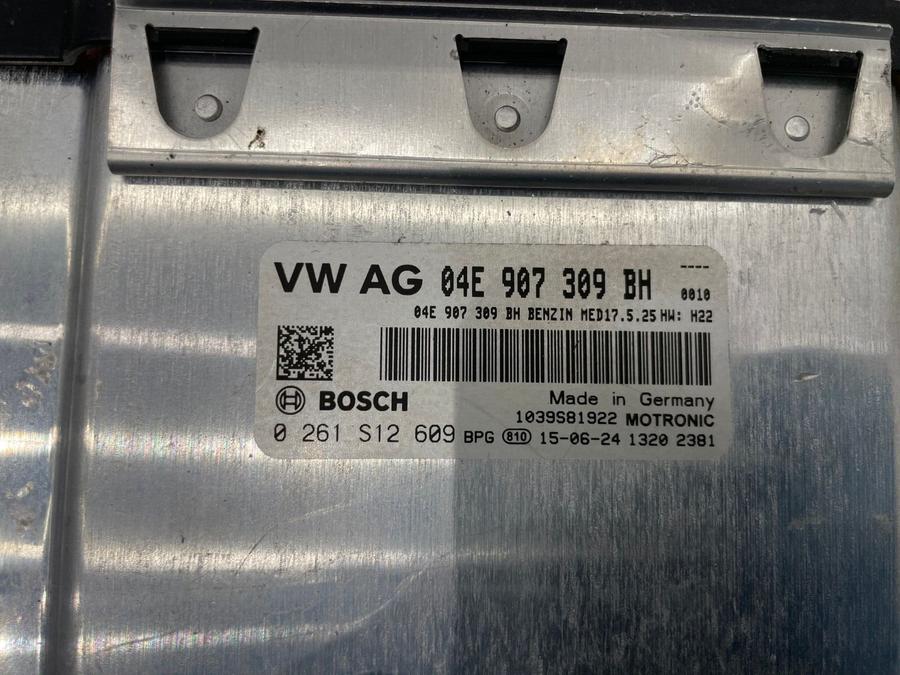 VW AG 04E 907 309 BH ----
0010
04E 907 309 BH BENZIN MED17.5.25 HW: H22
BOSCH Made in Germany
1039S81922 MOTRONIC
0 261 S12 609 BPG 810 15-06-24 1320 2381